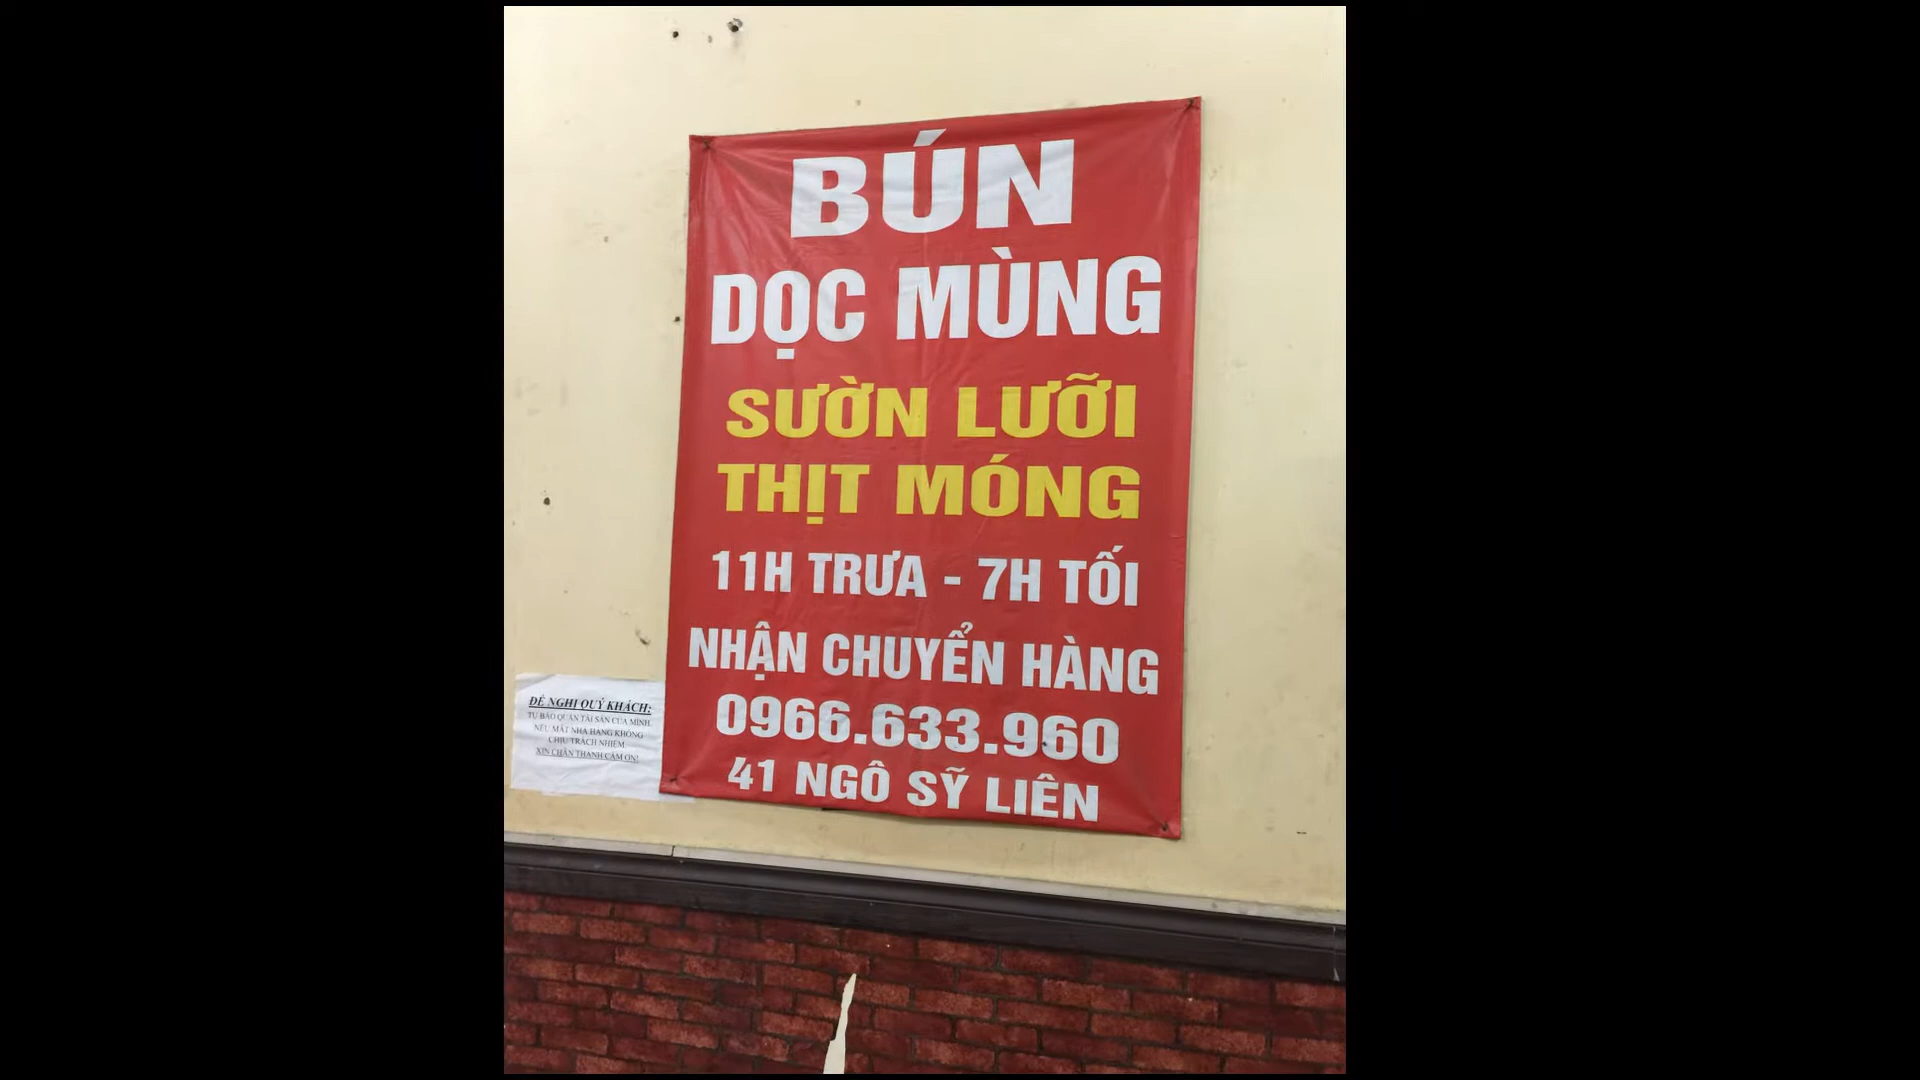 BÚN
DỌC MÙNG
SƯỜN LƯỠI
THỊT MÓNG
11H TRƯA - 7H TỐI
NHẬN CHUYỂN HÀNG
0966.633.960
41 NGÔ SỸ LIÊN
ĐỀ NGHỊ QUÝ KHÁCH:
TỰ BẢO QUẢN TÀI SẢN CỦA MÌNH.
NẾU MẤT NHÀ HÀNG KHÔNG
CHỊU TRÁCH NHIỆM
XIN CHÂN THÀNH CẢM ƠN!